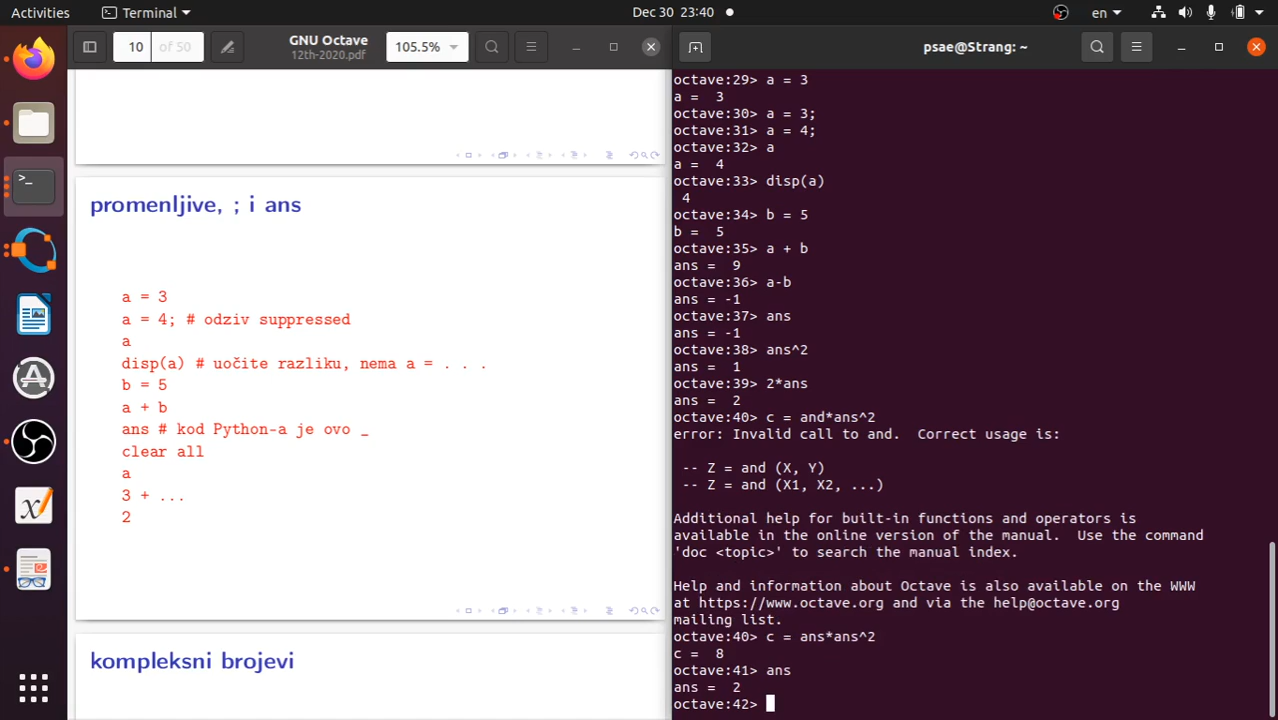 Activities
Terminal
Dec 30 23:40
en
10
of 50
GNU Octave
12th-2020.pdf
105.5%
promenljive, ; i ans
a = 3
a = 4; # odziv suppressed
a
disp(a) # uočite razliku, nema a = . . .
b = 5
a + b
ans # kod Python-a je ovo _
clear all
a
3 + ...
2
kompleksni brojevi
psae@Strang: ~
octave:29> a = 3
a =  3
octave:30> a = 3;
octave:31> a = 4;
octave:32> a
a =  4
octave:33> disp(a)
 4
octave:34> b = 5
b =  5
octave:35> a + b
ans =  9
octave:36> a-b
ans = -1
octave:37> ans
ans = -1
octave:38> ans^2
ans =  1
octave:39> 2*ans
ans =  2
octave:40> c = and*ans^2
error: Invalid call to and.  Correct usage is:
 -- Z = and (X, Y)
 -- Z = and (X1, X2, ...)
Additional help for built-in functions and operators is
available in the online version of the manual.  Use the command
'doc <topic>' to search the manual index.
Help and information about Octave is also available on the WWW
at https://www.octave.org and via the help@octave.org
mailing list.
octave:40> c = ans*ans^2
c =  8
octave:41> ans
ans =  2
octave:42>